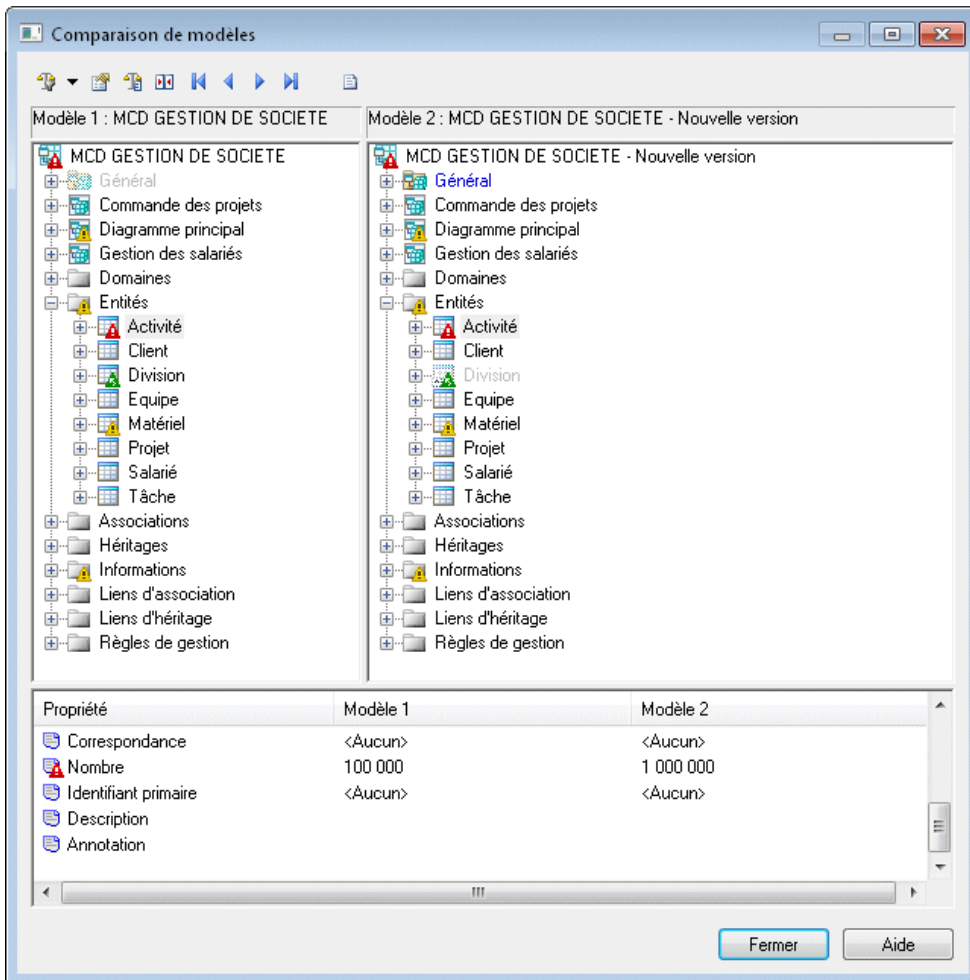 Comparaison de modèles
Modèle 1 : MCD GESTION DE SOCIETE
Modèle 2 : MCD GESTION DE SOCIETE - Nouvelle version
MCD GESTION DE SOCIETE
Général
Commande des projets
Diagramme principal
Gestion des salariés
Domaines
Entités
Activité
Client
Division
Equipe
Matériel
Projet
Salarié
Tâche
Associations
Héritages
Informations
Liens d'association
Liens d'héritage
Règles de gestion
MCD GESTION DE SOCIETE - Nouvelle version
Général
Commande des projets
Diagramme principal
Gestion des salariés
Domaines
Entités
Activité
Client
Division
Equipe
Matériel
Projet
Salarié
Tâche
Associations
Héritages
Informations
Liens d'association
Liens d'héritage
Règles de gestion
Propriété Modèle 1 Modèle 2
Correspondance <Aucun> <Aucun>
Nombre 100 000 1 000 000
Identifiant primaire <Aucun> <Aucun>
Description
Annotation
Fermer Aide